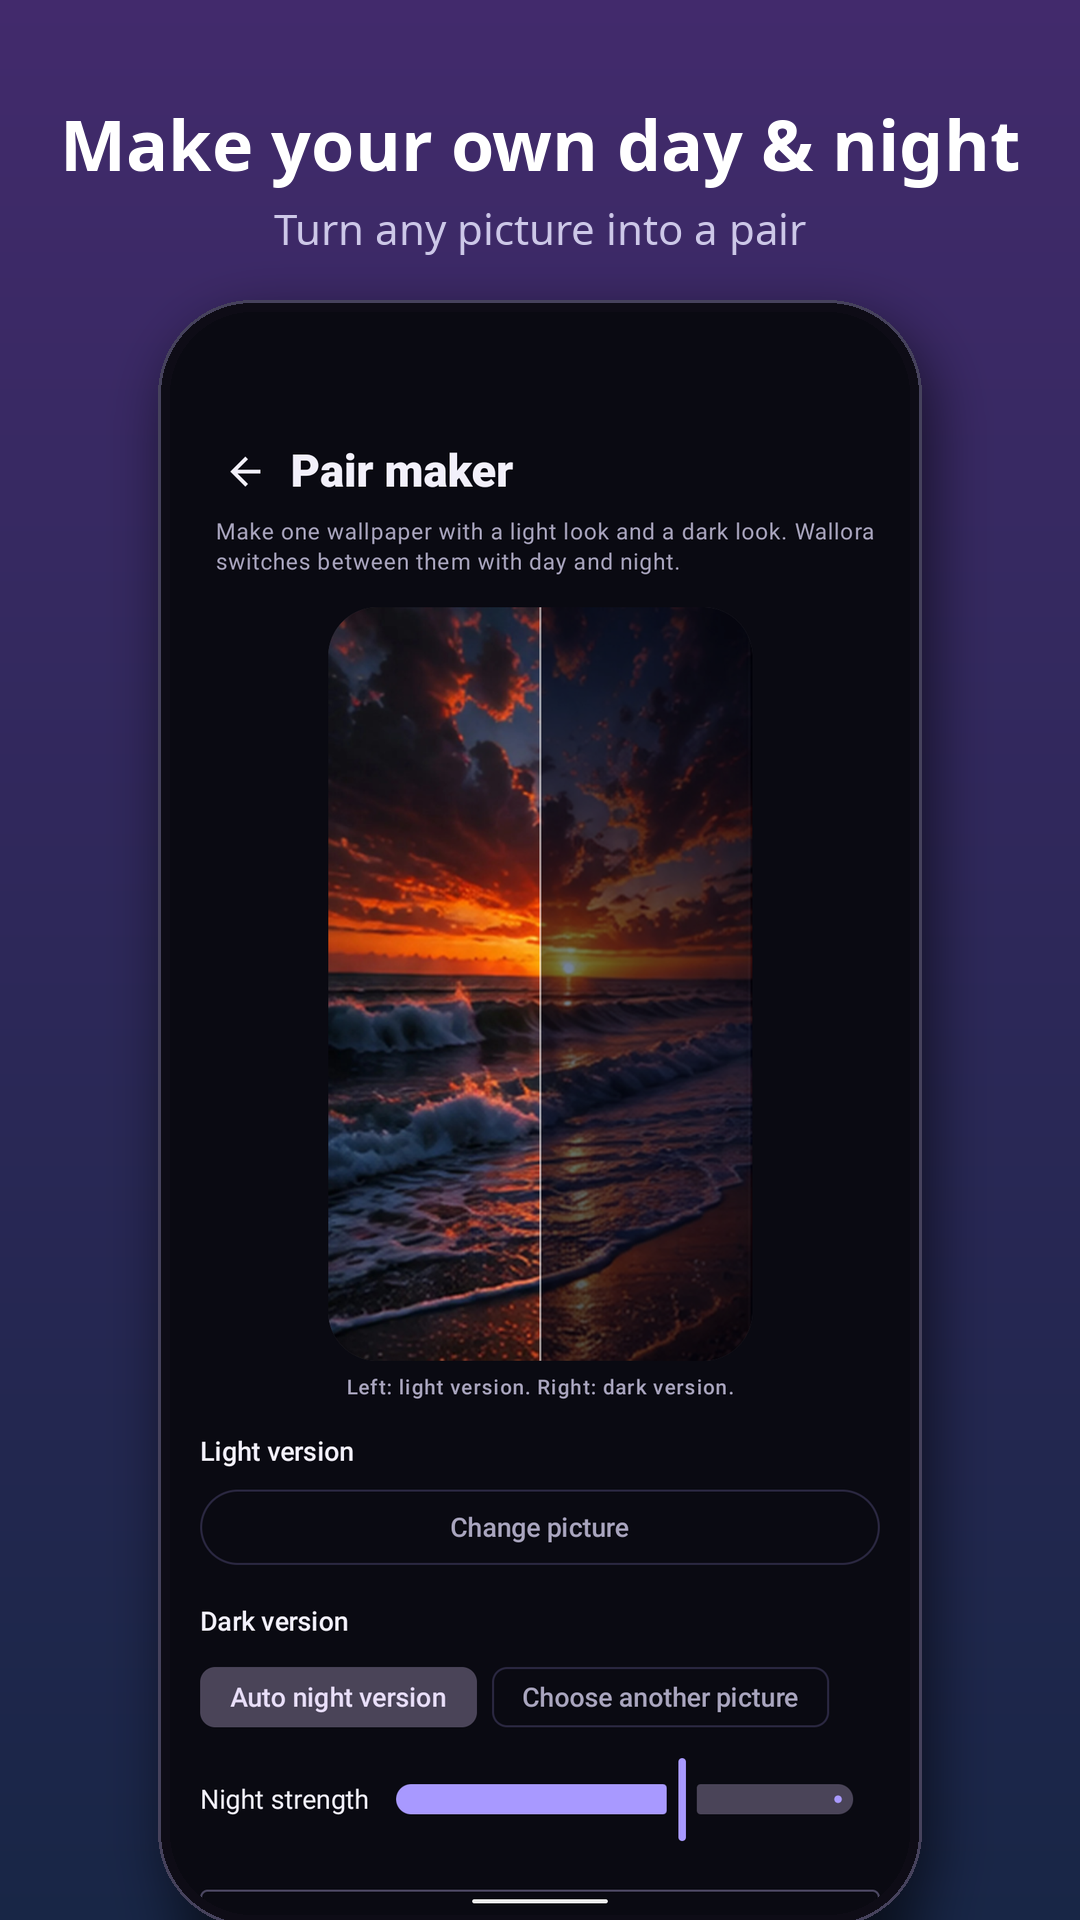 Make your own day & night
Turn any picture into a pair
Pair maker
Make one wallpaper with a light look and a dark look. Wallora
switches between them with day and night.
Left: light version. Right: dark version.
Light version
Change picture
Dark version
Auto night version
Choose another picture
Night strength